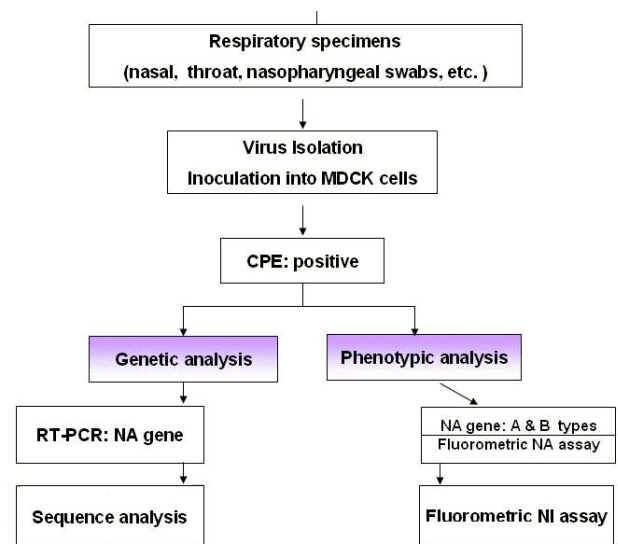 Respiratory specimens
(nasal, throat, nasopharyngeal swabs, etc. )
Virus Isolation
Inoculation into MDCK cells
CPE: positive
Genetic analysis
Phenotypic analysis
RT-PCR: NA gene
NA gene: A & B types
Fluorometric NA assay
Sequence analysis
Fluorometric NI assay